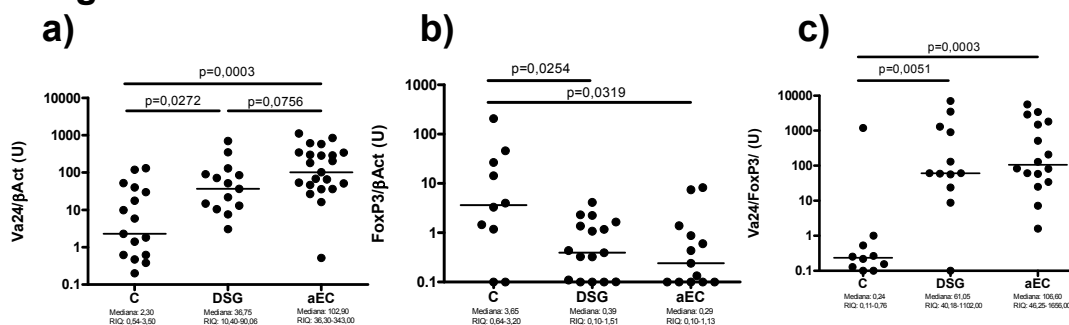 a)
p=0,0003
p=0,0272
p=0,0756
Va24/βAct (U)
10000
1000
100
10
1
0.1
C
DSG
aEC
Mediana: 2,30
RIQ: 0,54-3,50
Mediana: 36,75
RIQ: 10,40-90,06
Mediana: 102,90
RIQ: 36,30-343,00
b)
p=0,0254
p=0,0319
FoxP3/βAct (U)
1000
100
10
1
0.1
C
DSG
aEC
Mediana: 3,65
RIQ: 0,64-3,20
Mediana: 0,39
RIQ: 0,10-1,51
Mediana: 0,29
RIQ: 0,10-1,13
c)
p=0,0003
p=0,0051
Va24/FoxP3/ (U)
10000
1000
100
10
1
0.1
C
DSG
aEC
Mediana: 0,24
RIQ: 0,11-0,76
Mediana: 61,05
RIQ: 40,18-1102,00
Mediana: 106,60
RIQ: 46,25-1656,00